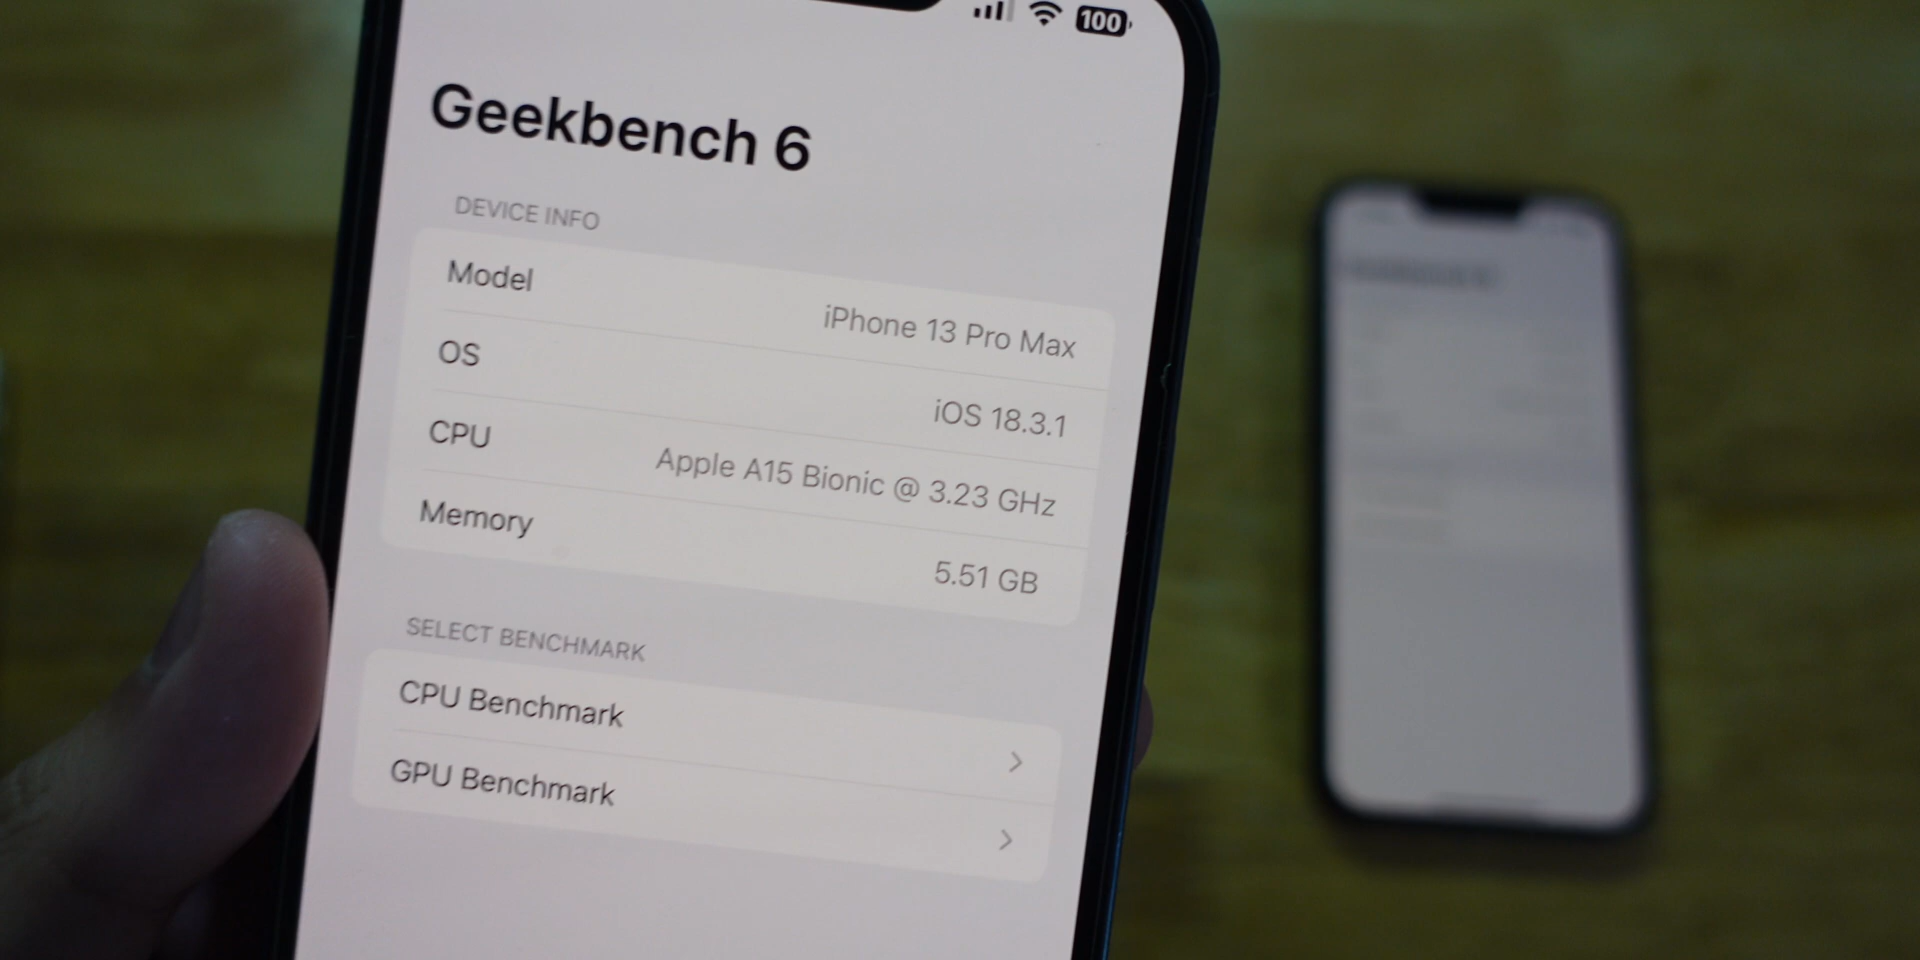 100
Geekbench 6
DEVICE INFO
Model iPhone 13 Pro Max
OS iOS 18.3.1
CPU Apple A15 Bionic @ 3.23 GHz
Memory 5.51 GB
SELECT BENCHMARK
CPU Benchmark
GPU Benchmark